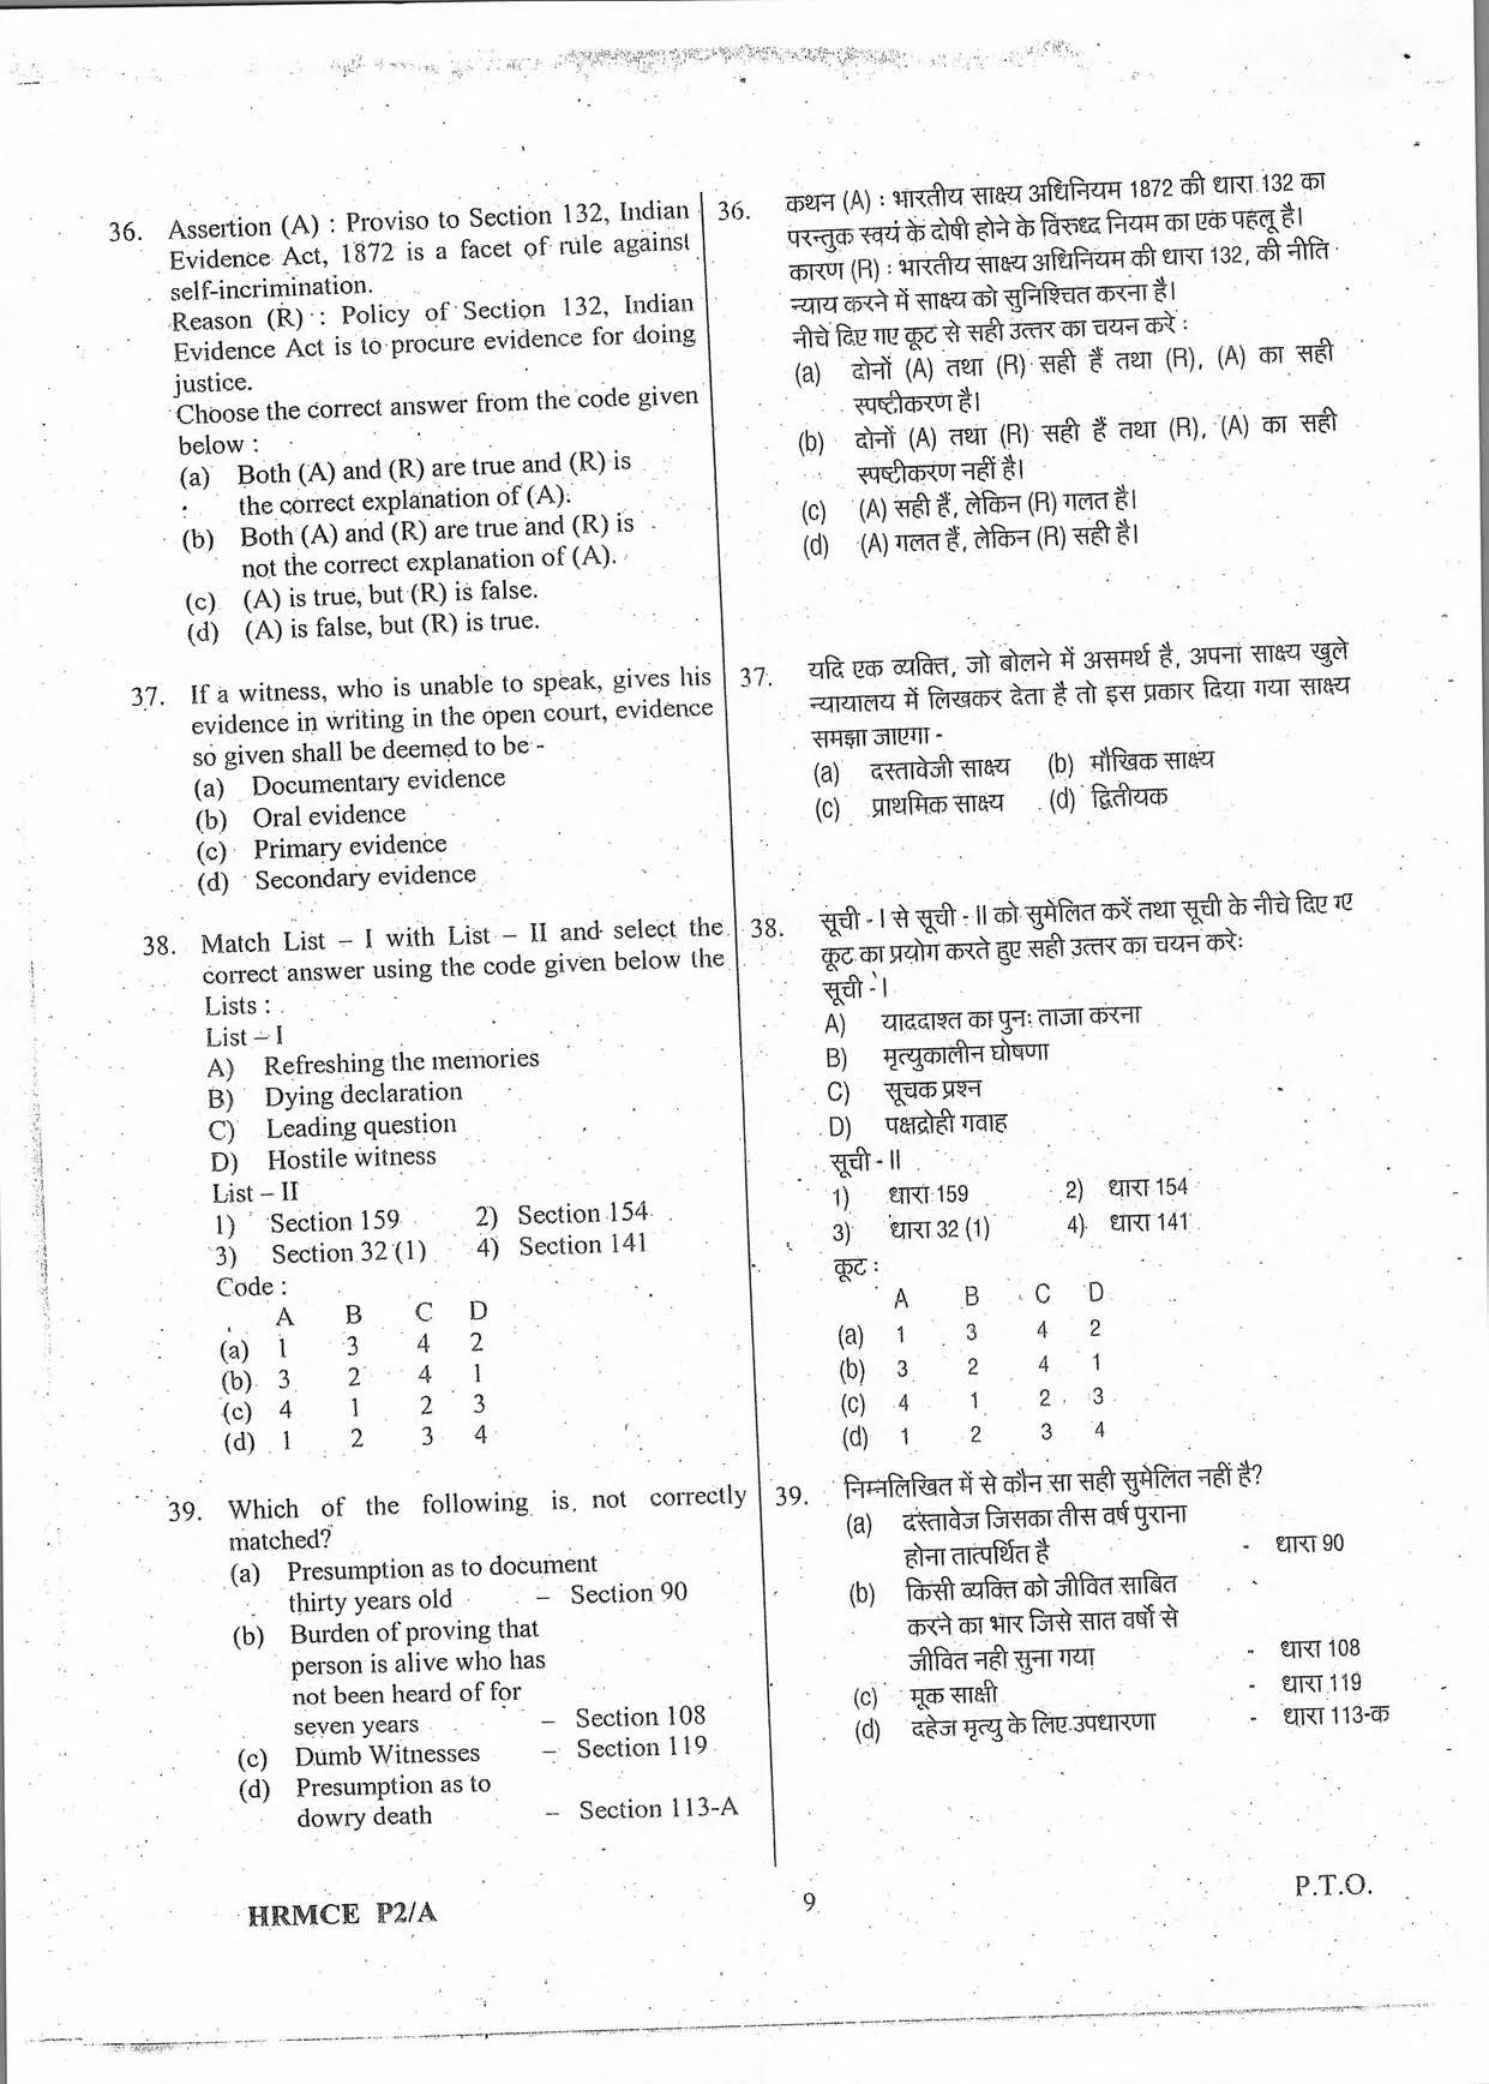 36. Assertion (A) : Proviso to Section 132, Indian
Evidence Act, 1872 is a facet of rule against
self-incrimination.
Reason (R) : Policy of Section 132, Indian
Evidence Act is to procure evidence for doing
justice.
Choose the correct answer from the code given
below :
(a) Both (A) and (R) are true and (R) is
the correct explanation of (A).
(b) Both (A) and (R) are true and (R) is
not the correct explanation of (A).
(c) (A) is true, but (R) is false.
(d) (A) is false, but (R) is true.
37. If a witness, who is unable to speak, gives his
evidence in writing in the open court, evidence
so given shall be deemed to be -
(a) Documentary evidence
(b) Oral evidence
(c) Primary evidence
(d) Secondary evidence
38. Match List – I with List – II and select the
correct answer using the code given below the
Lists :
List – I
A) Refreshing the memories
B) Dying declaration
C) Leading question
D) Hostile witness
List – II
1) Section 159 2) Section 154
3) Section 32 (1) 4) Section 141
Code :
A B C D
(a) 1 3 4 2
(b) 3 2 4 1
(c) 4 1 2 3
(d) 1 2 3 4
39. Which of the following is not correctly
matched?
(a) Presumption as to document
thirty years old – Section 90
(b) Burden of proving that
person is alive who has
not been heard of for
seven years – Section 108
(c) Dumb Witnesses – Section 119
(d) Presumption as to
dowry death – Section 113-A
36. कथन (A) : भारतीय साक्ष्य अधिनियम 1872 की धारा 132 का
परन्तुक स्वयं के दोषी होने के विरुध्द नियम का एक पहलू है।
कारण (R) : भारतीय साक्ष्य अधिनियम की धारा 132, की नीति
न्याय करने में साक्ष्य को सुनिश्चित करना है।
नीचे दिए गए कूट से सही उत्तर का चयन करे :
(a) दोनों (A) तथा (R) सही हैं तथा (R), (A) का सही
स्पष्टीकरण है।
(b) दोनों (A) तथा (R) सही हैं तथा (R), (A) का सही
स्पष्टीकरण नहीं है।
(c) (A) सही हैं, लेकिन (R) गलत है।
(d) (A) गलत हैं, लेकिन (R) सही है।
37. यदि एक व्यक्ति, जो बोलने में असमर्थ है, अपना साक्ष्य खुले
न्यायालय में लिखकर देता है तो इस प्रकार दिया गया साक्ष्य
समझा जाएगा -
(a) दस्तावेजी साक्ष्य (b) मौखिक साक्ष्य
(c) प्राथमिक साक्ष्य (d) द्वितीयक
38. सूची - I से सूची - II को सुमेलित करें तथा सूची के नीचे दिए गए
कूट का प्रयोग करते हुए सही उत्तर का चयन करेः
सूची - I
A) याददाश्त का पुनः ताजा करना
B) मृत्युकालीन घोषणा
C) सूचक प्रश्न
D) पक्षद्रोही गवाह
सूची - II
1) धारा 159 2) धारा 154
3) धारा 32 (1) 4) धारा 141
कूट :
A B C D
(a) 1 3 4 2
(b) 3 2 4 1
(c) 4 1 2 3
(d) 1 2 3 4
39. निम्नलिखित में से कौन सा सही सुमेलित नहीं है?
(a) दस्तावेज जिसका तीस वर्ष पुराना
होना तात्पर्थित है - धारा 90
(b) किसी व्यक्ति को जीवित साबित
करने का भार जिसे सात वर्षो से
जीवित नही सुना गया - धारा 108
(c) मूक साक्षी - धारा 119
(d) दहेज मृत्यु के लिए उपधारणा - धारा 113-क
HRMCE P2/A
9
P.T.O.